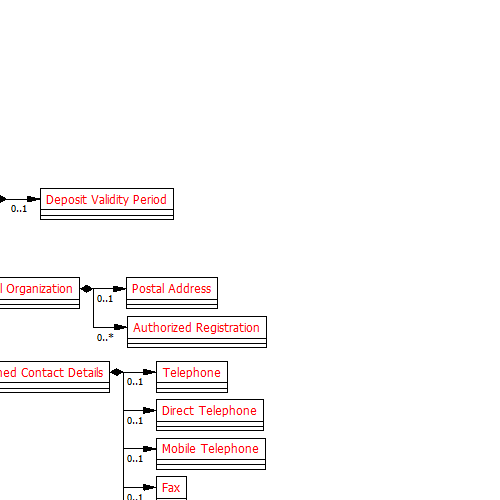 Deposit Validity Period
0..1
Organization
Postal Address
0..1
Authorized Registration
0..*
Contact Details
Telephone
0..1
Direct Telephone
0..1
Mobile Telephone
0..1
Fax
0..1